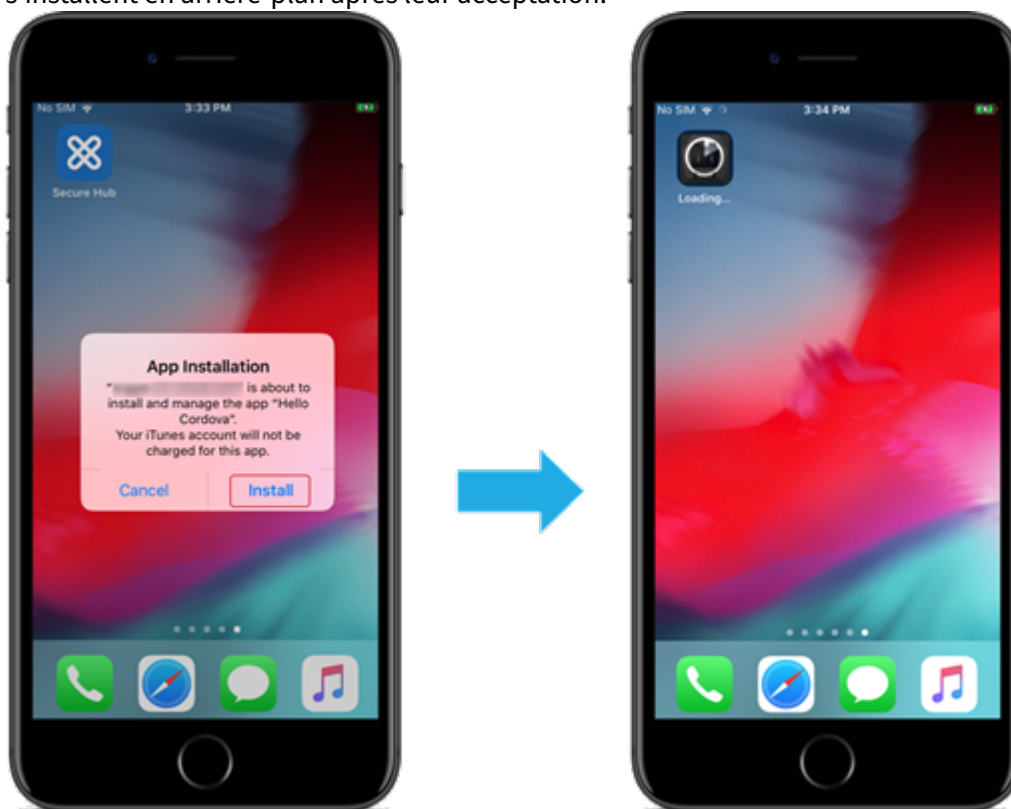 s'installent en arrière-plan après leur acceptation.
No SIM 3:33 PM
Secure Hub
App Installation
" is about to
install and manage the app "Hello
Cordova".
Your iTunes account will not be
charged for this app.
Cancel Install
No SIM 3:34 PM
Loading...